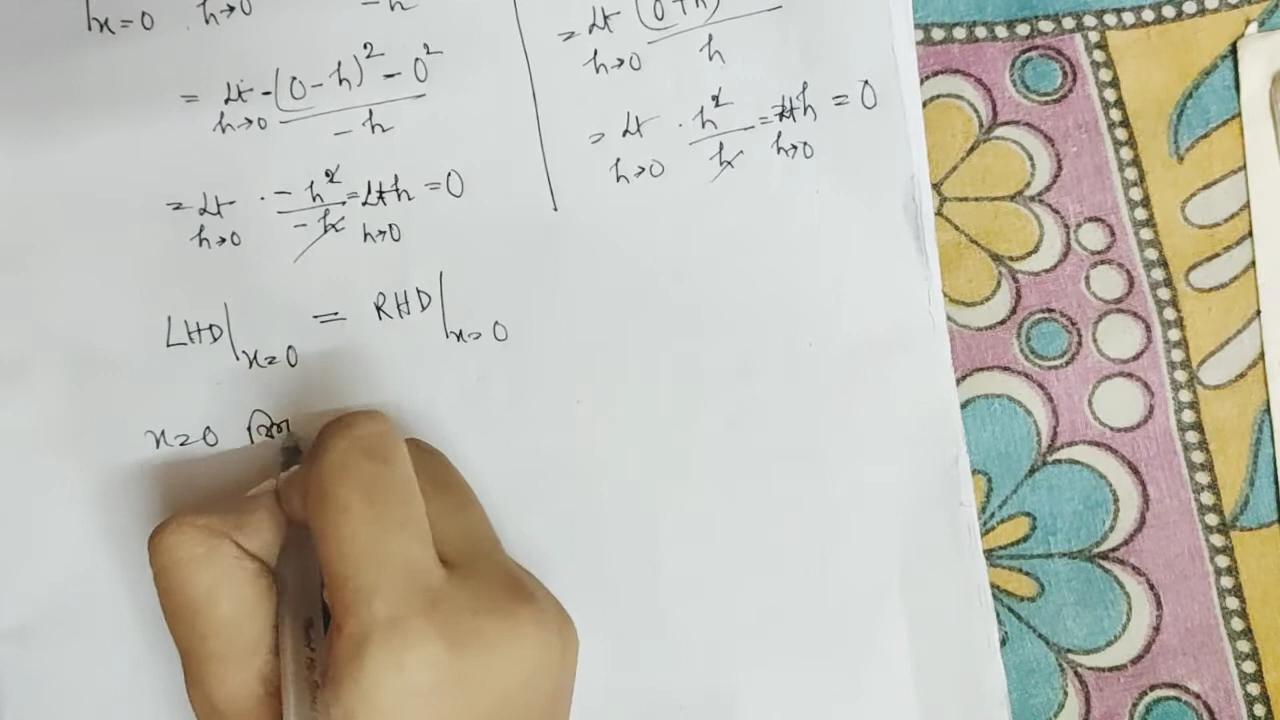 x=0 h→0 -h
= Lt h→0 -(0-h)² - 0² / -h
= Lt h→0 · -h² / -h = Lt h→0 h = 0
= Lt h→0 (0+h) / h
= Lt h→0 · h² / h = Lt h→0 h = 0
LHD|x=0 = RHD|x=0
x=0